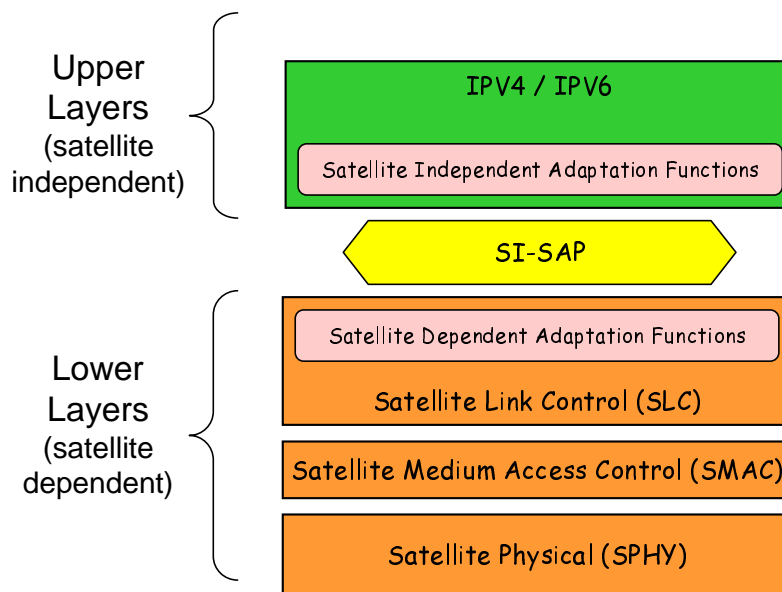 Upper
Layers
(satellite
independent)
IPV4 / IPV6
Satellite Independent Adaptation Functions
SI-SAP
Lower
Layers
(satellite
dependent)
Satellite Dependent Adaptation Functions
Satellite Link Control (SLC)
Satellite Medium Access Control (SMAC)
Satellite Physical (SPHY)